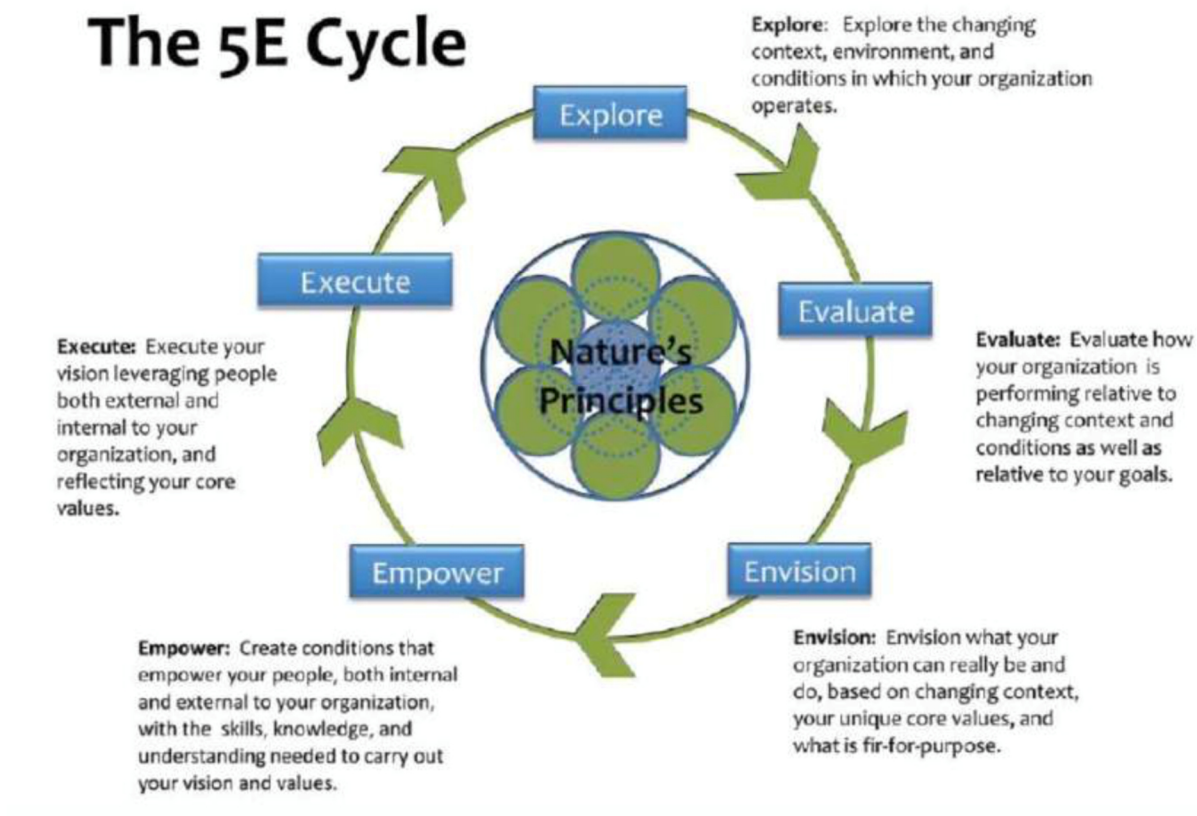 The 5E Cycle
Explore: Explore the changing
context, environment, and
conditions in which your organization
operates.
Explore
Evaluate
Evaluate: Evaluate how
your organization is
performing relative to
changing context and
conditions as well as
relative to your goals.
Envision
Envision: Envision what your
organization can really be and
do, based on changing context,
your unique core values, and
what is fir-for-purpose.
Empower
Empower: Create conditions that
empower your people, both internal
and external to your organization,
with the skills, knowledge, and
understanding needed to carry out
your vision and values.
Execute
Execute: Execute your
vision leveraging people
both external and
internal to your
organization, and
reflecting your core
values.
Nature's
Principles